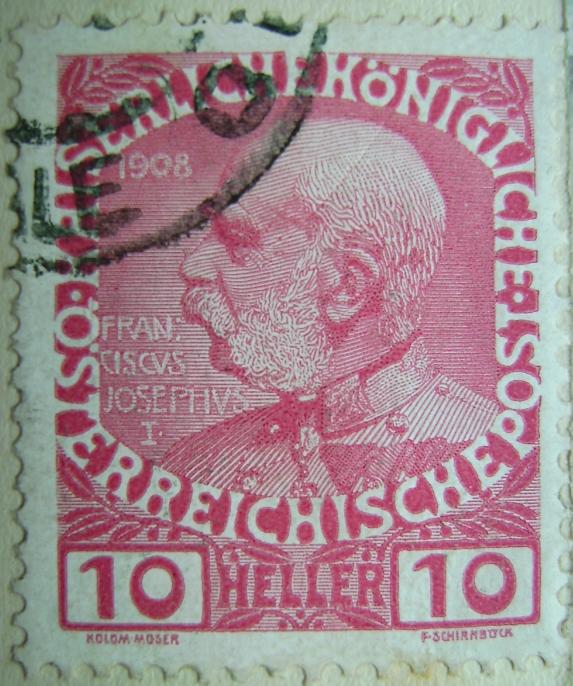 KAISERLICHE KÖNIGLICHE ÖSTERREICHISCHE POST
1908
FRAN:
CISCVS
JOSEPHVS
I.
10 HELLER 10
KOLOM·MOSER F·SCHIRNBÖCK